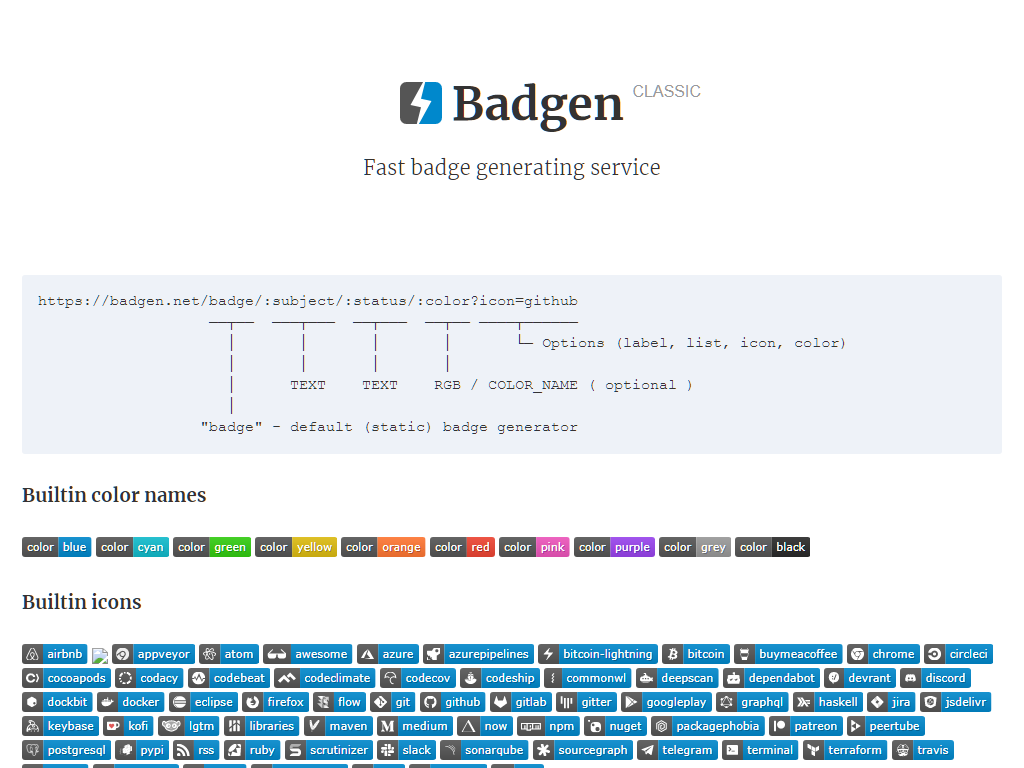 Badgen CLASSIC
Fast badge generating service
https://badgen.net/badge/:subject/:status/:color?icon=github
Options (label, list, icon, color)
TEXT TEXT RGB / COLOR_NAME ( optional )
"badge" - default (static) badge generator
Builtin color names
color blue color cyan color green color yellow color orange color red color pink color purple color grey color black
Builtin icons
airbnb appveyor atom awesome azure azurepipelines bitcoin-lightning bitcoin buymeacoffee chrome circleci
cocoapods codacy codebeat codeclimate codecov codeship commonwl deepscan dependabot devrant discord
dockbit docker eclipse firefox flow git github gitlab gitter googleplay graphql haskell jira jsdelivr
keybase kofi lgtm libraries maven medium now npm nuget packagephobia patreon peertube
postgresql pypi rss ruby scrutinizer slack sonarqube sourcegraph telegram terminal terraform travis